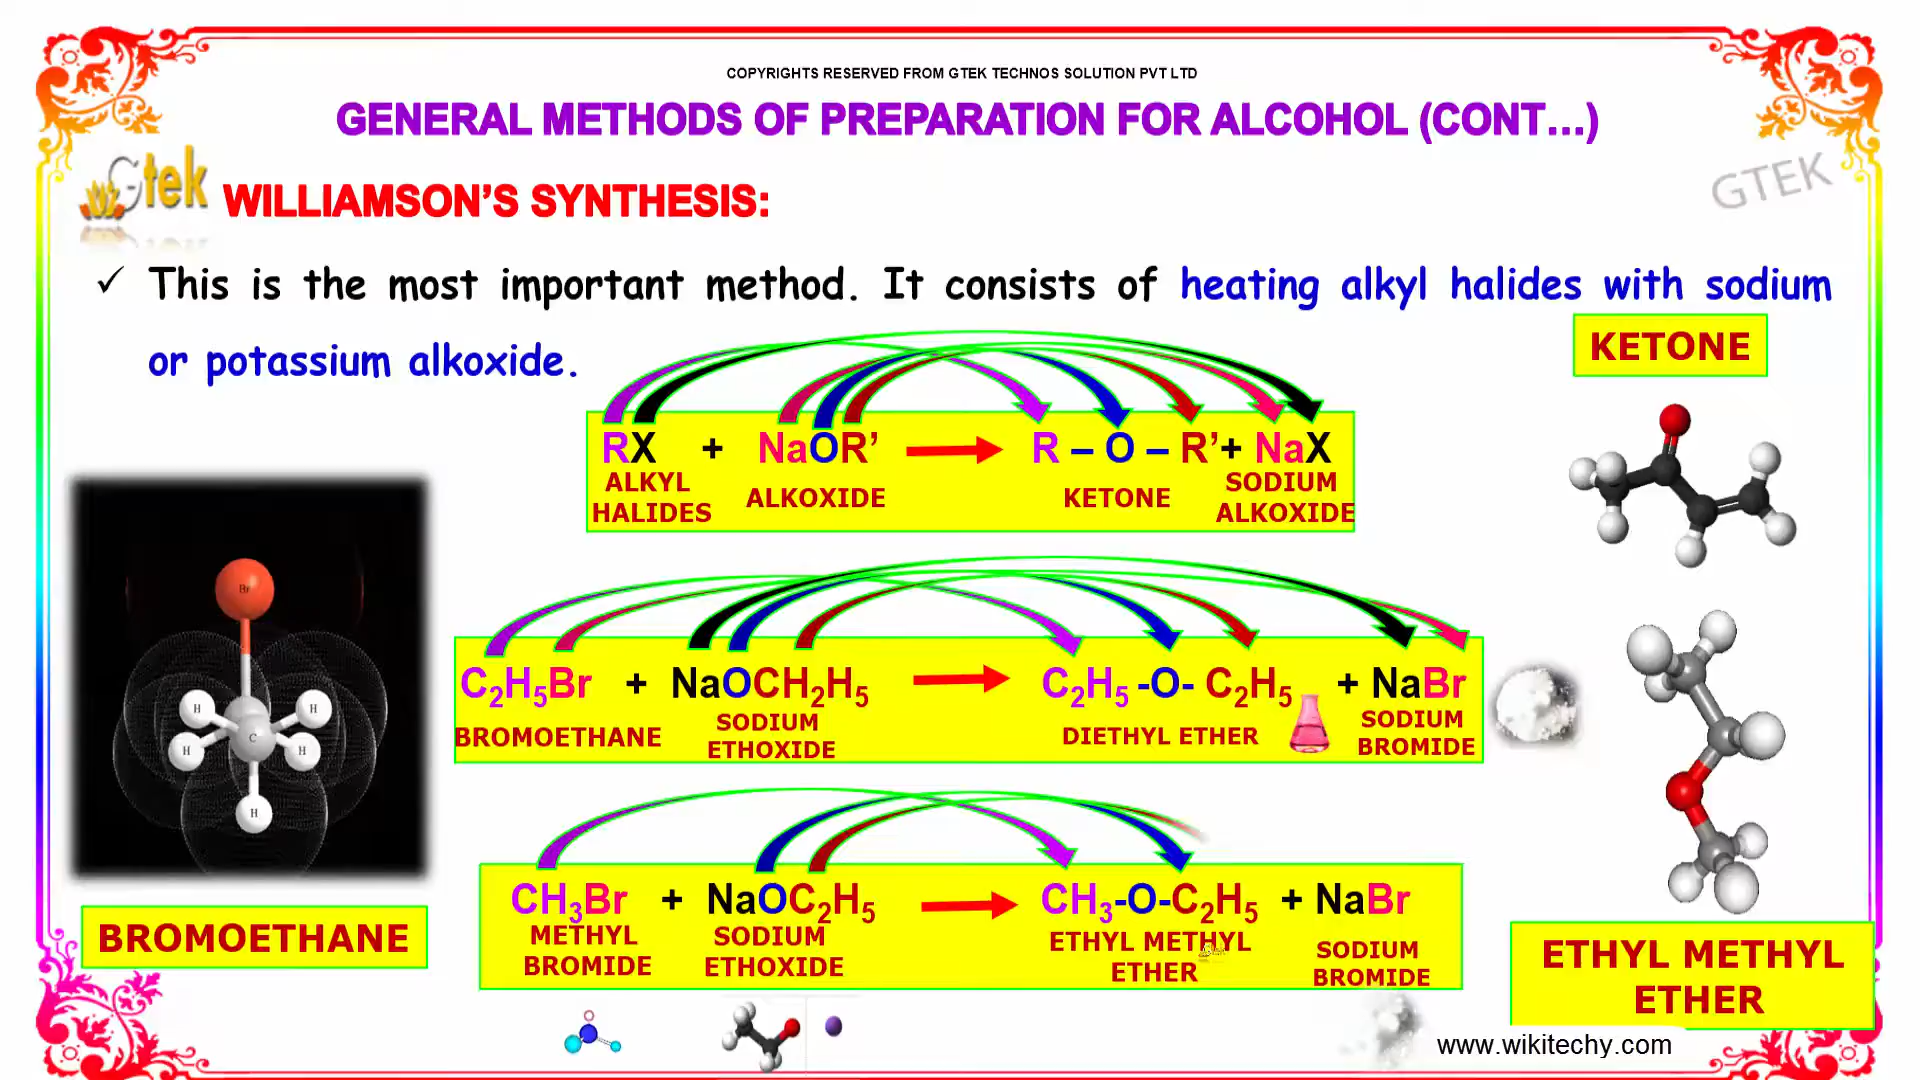 COPYRIGHTS RESERVED FROM GTEK TECHNOS SOLUTION PVT LTD
GENERAL METHODS OF PREPARATION FOR ALCOHOL (CONT...)
Gtek
GTEK
WILLIAMSON’S SYNTHESIS:
✓ This is the most important method. It consists of heating alkyl halides with sodium
or potassium alkoxide.
KETONE
RX + NaOR’ R – O – R’+ NaX
ALKYL HALIDES ALKOXIDE KETONE SODIUM ALKOXIDE
Br
H H
C
H H
H
C₂H₅Br + NaOCH₂H₅ C₂H₅ -O- C₂H₅ + NaBr
BROMOETHANE SODIUM ETHOXIDE DIETHYL ETHER SODIUM BROMIDE
CH₃Br + NaOC₂H₅ CH₃-O-C₂H₅ + NaBr
METHYL BROMIDE SODIUM ETHOXIDE ETHYL METHYL ETHER SODIUM BROMIDE
BROMOETHANE
ETHYL METHYL
ETHER
www.wikitechy.com